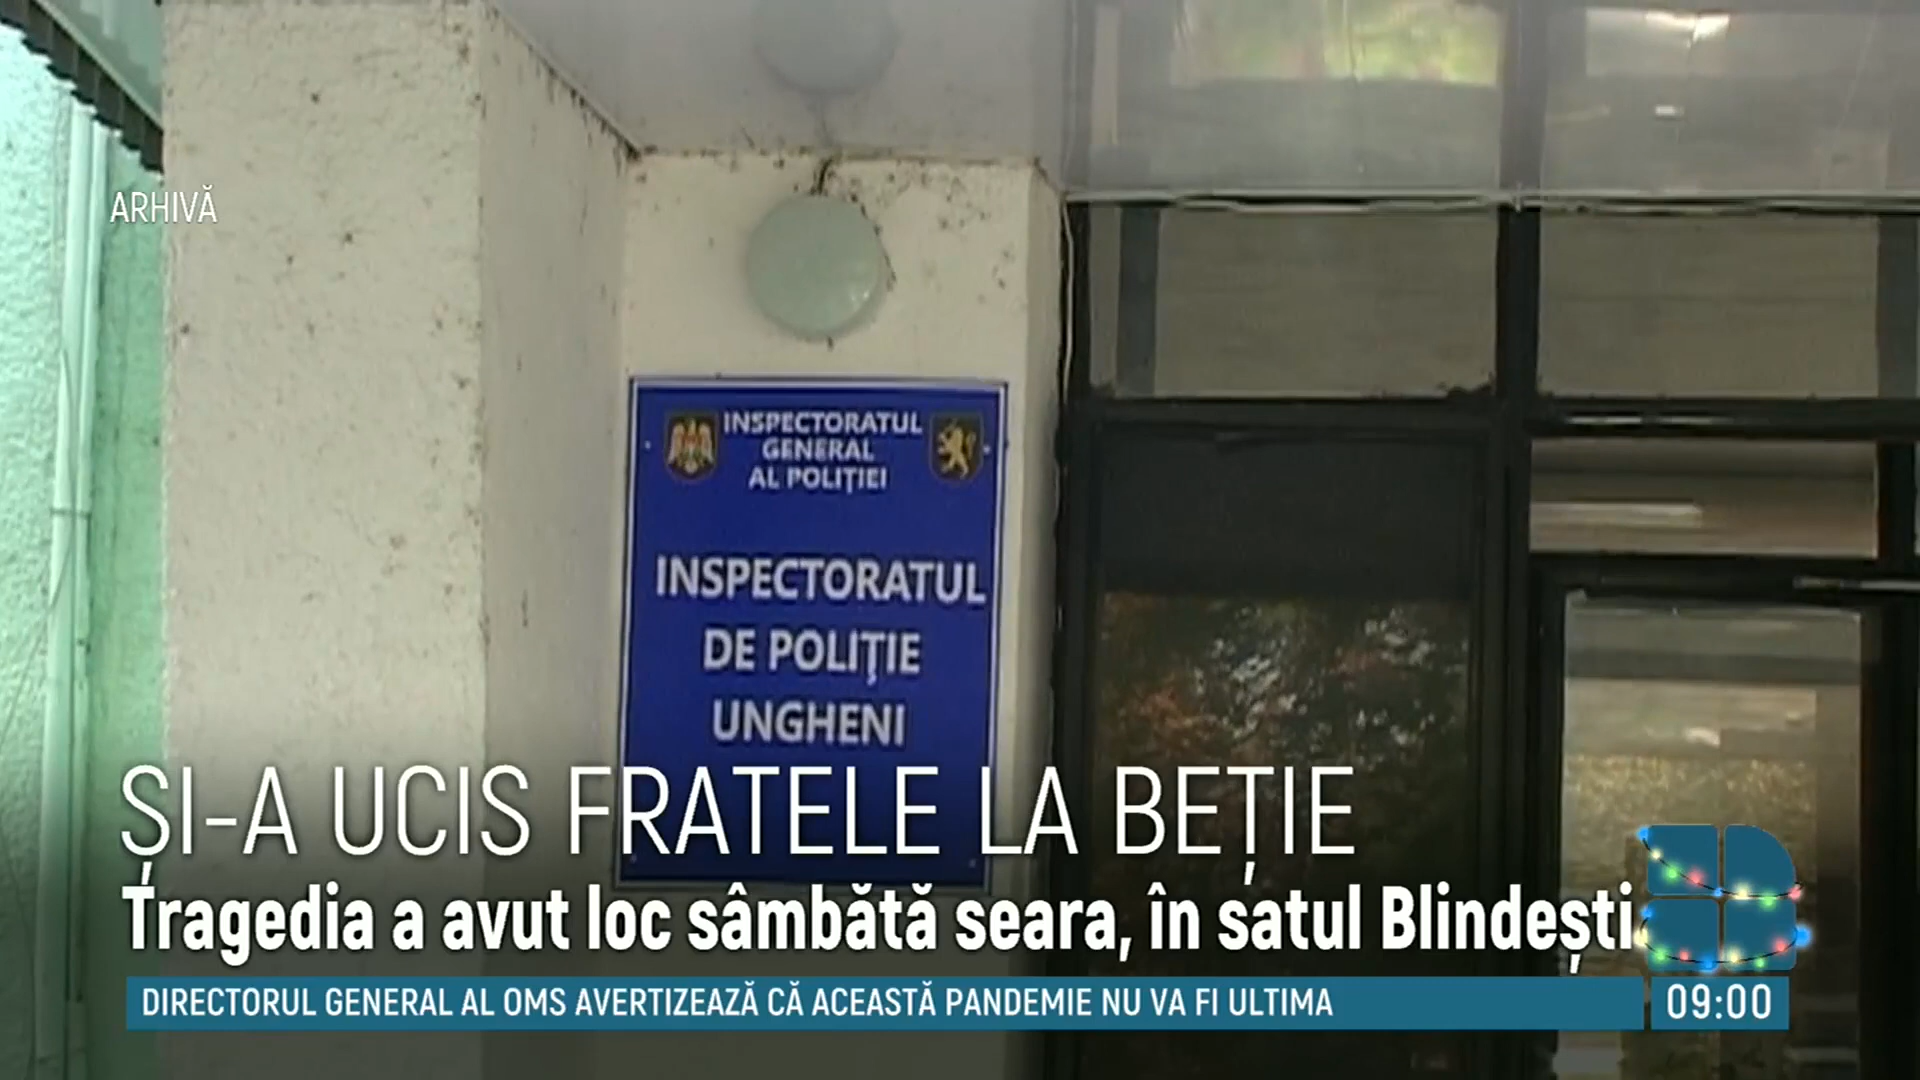 ARHIVĂ
INSPECTORATUL
GENERAL
AL POLIȚIEI
INSPECTORATUL
DE POLIȚIE
UNGHENI
ȘI-A UCIS FRATELE LA BEȚIE
Tragedia a avut loc sâmbătă seara, în satul Blindești
DIRECTORUL GENERAL AL OMS AVERTIZEAZĂ CĂ ACEASTĂ PANDEMIE NU VA FI ULTIMA
09:00